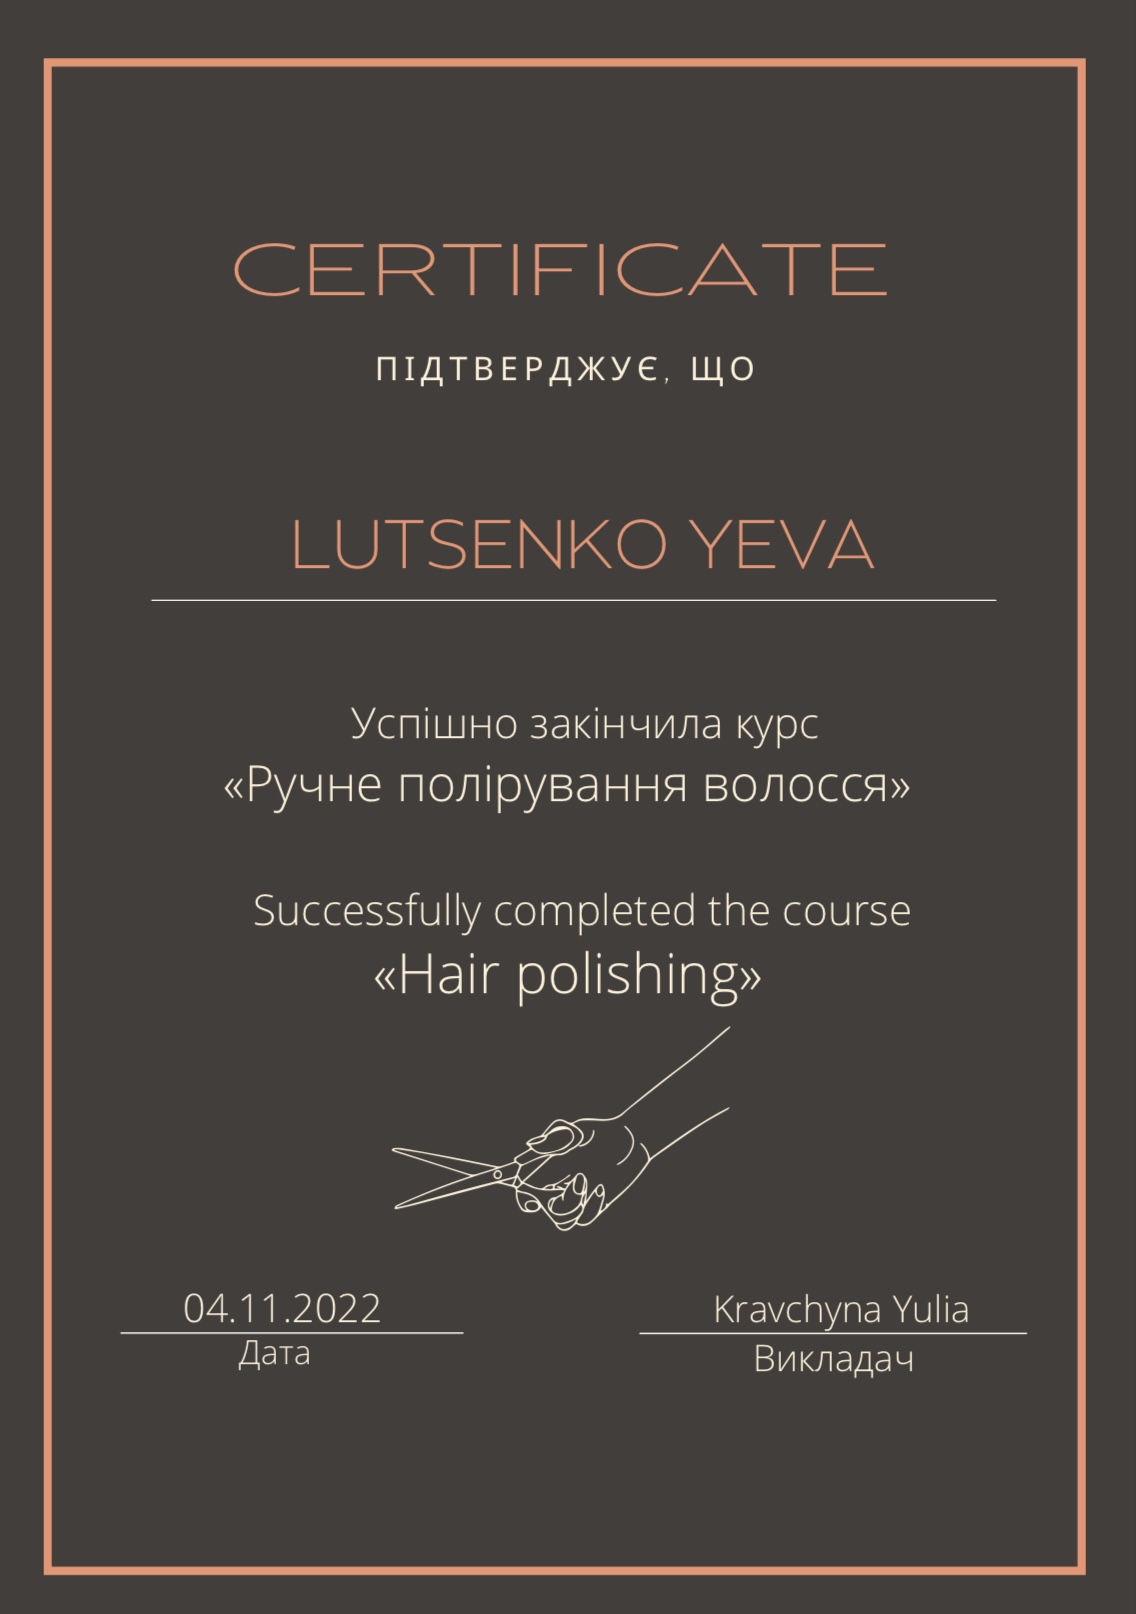 CERTIFICATE
ПІДТВЕРДЖУЄ, ЩО
LUTSENKO YEVA
Успішно закінчила курс
«Ручне полірування волосся»
Successfully completed the course
«Hair polishing»
04.11.2022
Дата
Kravchyna Yulia
Викладач